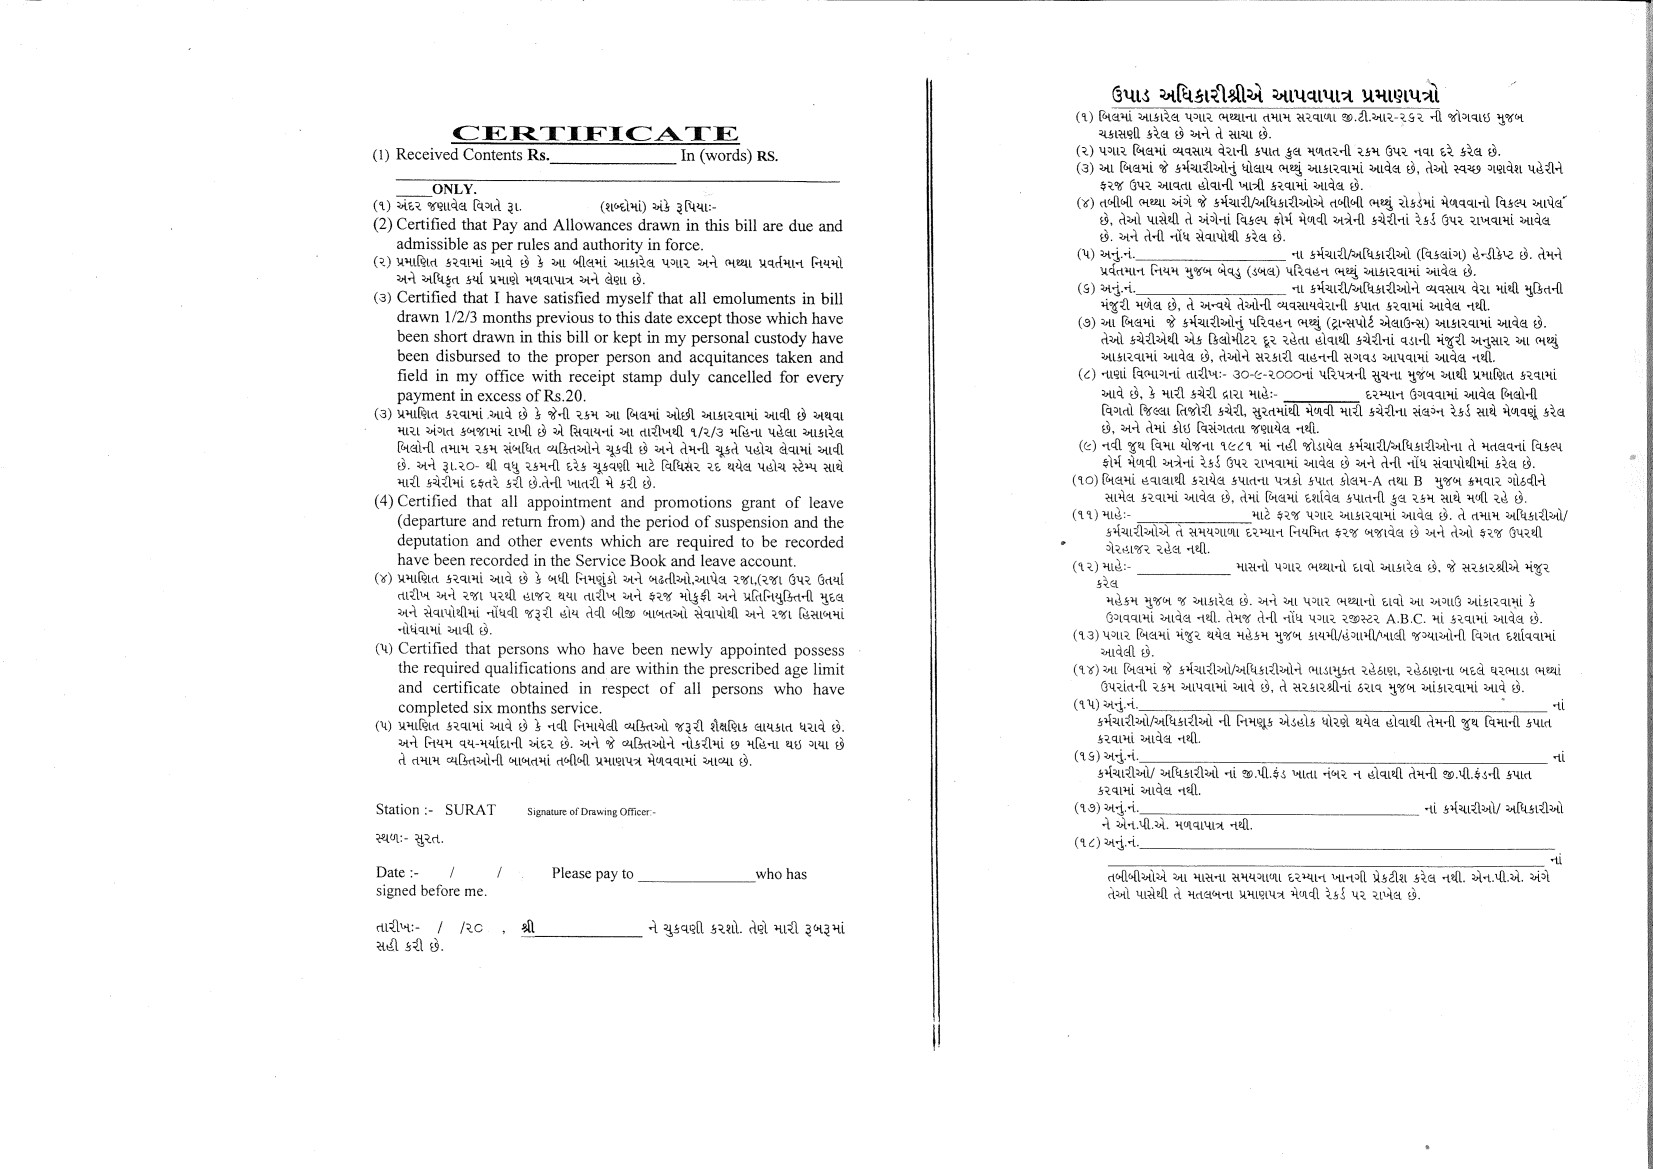 CERTIFICATE
(1) Received Contents Rs.______________ In (words) RS.
____ONLY.
(૧) અંદર જણાવેલ વિગતે રૂા. (શબ્દોમાં) અંકે રૂપિયાઃ-
(2) Certified that Pay and Allowances drawn in this bill are due and
admissible as per rules and authority in force.
(૨) પ્રમાણિત કરવામાં આવે છે કે આ બીલમાં આકારેલ પગાર અને ભથ્થા પ્રવર્તમાન નિયમો
અને અધિકૃત કર્યા પ્રમાણે મળવાપાત્ર અને લેણા છે.
(૩) Certified that I have satisfied myself that all emoluments in bill
drawn 1/2/3 months previous to this date except those which have
been short drawn in this bill or kept in my personal custody have
been disbursed to the proper person and acquitances taken and
field in my office with receipt stamp duly cancelled for every
payment in excess of Rs.20.
(૩) પ્રમાણિત કરવામાં આવે છે કે જેની રકમ આ બિલમાં ઓછી આકારવામાં આવી છે અથવા
મારા અંગત કબજામાં રાખી છે એ સિવાયનાં આ તારીખથી ૧/૨/૩ મહિના પહેલા આકારેલ
બિલોની તમામ રકમ સંબધિત વ્યક્તિઓને ચૂકવી છે અને તેમની ચૂકતે પહોચ લેવામાં આવી
છે. અને રૂા.૨૦- થી વધુ રકમની દરેક ચૂકવણી માટે વિધિસર રદ થયેલ પહોચ સ્ટેમ્પ સાથે
મારી કચેરીમાં દફતરે કરી છે.તેની ખાતરી મે કરી છે.
(4) Certified that all appointment and promotions grant of leave
(departure and return from) and the period of suspension and the
deputation and other events which are required to be recorded
have been recorded in the Service Book and leave account.
(૪) પ્રમાણિત કરવામાં આવે છે કે બધી નિમણુંકો અને બઢતીઓ,આપેલ રજા,(રજા ઉપર ઉતર્યા
તારીખ અને રજા પરથી હાજર થયા તારીખ અને ફરજ મોકુફી અને પ્રતિનિયુક્તિની મુદલ
અને સેવાપોથીમાં નોંધવી જરૂરી હોય તેવી બીજી બાબતઓ સેવાપોથી અને રજા હિસાબમાં
નોધંવામાં આવી છે.
(૫) Certified that persons who have been newly appointed possess
the required qualifications and are within the prescribed age limit
and certificate obtained in respect of all persons who have
completed six months service.
(૫) પ્રમાણિત કરવામાં આવે છે કે નવી નિમાયેલી વ્યક્તિઓ જરૂરી શૈક્ષણિક લાયકાત ધરાવે છે.
અને નિયમ વય-મર્યાદાની અંદર છે. અને જે વ્યક્તિઓને નોકરીમાં છ મહિના થઇ ગયા છે
તે તમામ વ્યક્તિઓની બાબતમાં તબીબી પ્રમાણપત્ર મેળવવામાં આવ્યા છે.
Station :- SURAT Signature of Drawing Officer:-
સ્થળઃ- સુરત.
Date :- / / Please pay to ______________who has
signed before me.
તારીખઃ- / /૨૦ , શ્રી_____________ ને ચુકવણી કરશો. તેણે મારી રૂબરૂમાં
સહી કરી છે.
ઉપાડ અધિકારીશ્રીએ આપવાપાત્ર પ્રમાણપત્રો
(૧) બિલમાં આકારેલ પગાર ભથ્થાના તમામ સરવાળા જી.ટી.આર-૨૬૨ ની જોગવાઇ મુજબ
ચકાસણી કરેલ છે અને તે સાચા છે.
(૨) પગાર બિલમાં વ્યવસાય વેરાની કપાત કુલ મળતરની રકમ ઉપર નવા દરે કરેલ છે.
(૩) આ બિલમાં જે કર્મચારીઓનું ધોલાય ભથ્થું આકારવામાં આવેલ છે, તેઓ સ્વચ્છ ગણવેશ પહેરીને
ફરજ ઉપર આવતા હોવાની ખાત્રી કરવામાં આવેલ છે.
(૪) તબીબી ભથ્થા અંગે જે કર્મચારી/અધિકારીઓએ તબીબી ભથ્થું રોકડમાં મેળવવાનો વિકલ્પ આપેલ
છે, તેઓ પાસેથી તે અંગેનાં વિકલ્પ ફોર્મ મેળવી અત્રેની કચેરીનાં રેકર્ડ ઉપર રાખવામાં આવેલ
છે. અને તેની નોંધ સેવાપોથી કરેલ છે.
(૫) અનું.નં.__________________ ના કર્મચારી/અધિકારીઓ (વિકલાંગ) હેન્ડીકેપ્ટ છે. તેમને
પ્રર્વતમાન નિયમ મુજબ બેવડુ (ડબલ) પરિવહન ભથ્થું આકારવામાં આવેલ છે.
(૬) અનું.નં.__________________ ના કર્મચારી/અધિકારીઓને વ્યવસાય વેરા માંથી મુકિતની
મંજુરી મળેલ છે, તે અન્વયે તેઓની વ્યવસાયવેરાની કપાત કરવામાં આવેલ નથી.
(૭) આ બિલમાં જે કર્મચારીઓનું પરિવહન ભથ્થું (ટ્રાન્સપોર્ટ એલાઉન્સ) આકારવામાં આવેલ છે.
તેઓ કચેરીએથી એક કિલોમીટર દૂર રહેતા હોવાથી કચેરીનાં વડાની મંજુરી અનુસાર આ ભથ્થું
આકારવામાં આવેલ છે, તેઓને સરકારી વાહનની સગવડ આપવામાં આવેલ નથી.
(૮) નાણાં વિભાગનાં તારીખઃ- ૩૦-૯-૨૦૦૦નાં પરિપત્રની સુચના મુજબ આથી પ્રમાણિત કરવામાં
આવે છે, કે મારી કચેરી દ્રારા માહેઃ- _________ દરમ્યાન ઉગવવામાં આવેલ બિલોની
વિગતો જિલ્લા તિજોરી કચેરી, સુરતમાંથી મેળવી મારી કચેરીના સંલગ્ન રેકર્ડ સાથે મેળવણું કરેલ
છે, અને તેમાં કોઇ વિસંગતતા જણાયેલ નથી.
(૯) નવી જુથ વિમા યોજના ૧૯૮૧ માં નહી જોડાયેલ કર્મચારી/અધિકારીઓના તે મતલવનાં વિકલ્પ
ફોર્મ મેળવી અત્રેનાં રેકર્ડ ઉપર રાખવામાં આવેલ છે અને તેની નોંધ સંવાપોથીમાં કરેલ છે.
(૧૦) બિલમાં હવાલાથી કરાયેલ કપાતના પત્રકો કપાત કોલમ-A તથા B મુજબ ક્રમવાર ગોઠવીને
સામેલ કરવામાં આવેલ છે, તેમાં બિલમાં દર્શાવેલ કપાતની કુલ રકમ સાથે મળી રહે છે.
(૧૧) માહેઃ- ______________ માટે ફરજ પગાર આકારવામાં આવેલ છે. તે તમામ અધિકારીઓ/
કર્મચારીઓએ તે સમયગાળા દરમ્યાન નિયમિત ફરજ બજાવેલ છે અને તેઓ ફરજ ઉપરથી
ગેરહાજર રહેલ નથી.
(૧૨) માહેઃ- ___________ માસનો પગાર ભથ્થાનો દાવો આકારેલ છે, જે સરકારશ્રીએ મંજુર
કરેલ
મહેકમ મુજબ જ આકારેલ છે. અને આ પગાર ભથ્થાનો દાવો આ અગાઉ આંકારવામાં કે
ઉગવવામાં આવેલ નથી. તેમજ તેની નોંધ પગાર રજીસ્ટર A.B.C. માં કરવામાં આવેલ છે.
(૧૩) પગાર બિલમાં મંજુર થયેલ મહેકમ મુજબ કાયમી/હંગામી/ખાલી જગ્યાઓની વિગત દર્શાવવામાં
આવેલી છે.
(૧૪) આ બિલમાં જે કર્મચારીઓ/અધિકારીઓને ભાડામુક્ત રહેઠાણ, રહેઠાણના બદલે ઘરભાડા ભથ્થાં
ઉપરાંતની રકમ આપવામાં આવે છે, તે સરકારશ્રીનાં ઠરાવ મુજબ આંકારવામાં આવે છે.
(૧૫) અનું.નં.__________________________________________________ નાં
કર્મચારીઓ/અધિકારીઓ ની નિમણૂક એડહોક ધોરણે થયેલ હોવાથી તેમની જુથ વિમાની કપાત
કરવામાં આવેલ નથી.
(૧૬) અનું.નં.__________________________________________________ નાં
કર્મચારીઓ/ અધિકારીઓ નાં જી.પી.ફંડ ખાતા નંબર ન હોવાથી તેમની જી.પી.ફંડની કપાત
કરવામાં આવેલ નથી.
(૧૭) અનું.નં.__________________________________ નાં કર્મચારીઓ/ અધિકારીઓ
ને એન.પી.એ. મળવાપાત્ર નથી.
(૧૮) અનું.નં.__________________________________________________
__________________________________________________ નાં
તબીબીઓએ આ માસના સમયગાળા દરમ્યાન ખાનગી પ્રેકટીશ કરેલ નથી. એન.પી.એ. અંગે
તેઓ પાસેથી તે મતલબના પ્રમાણપત્ર મેળવી રેકર્ડ પર રાખેલ છે.